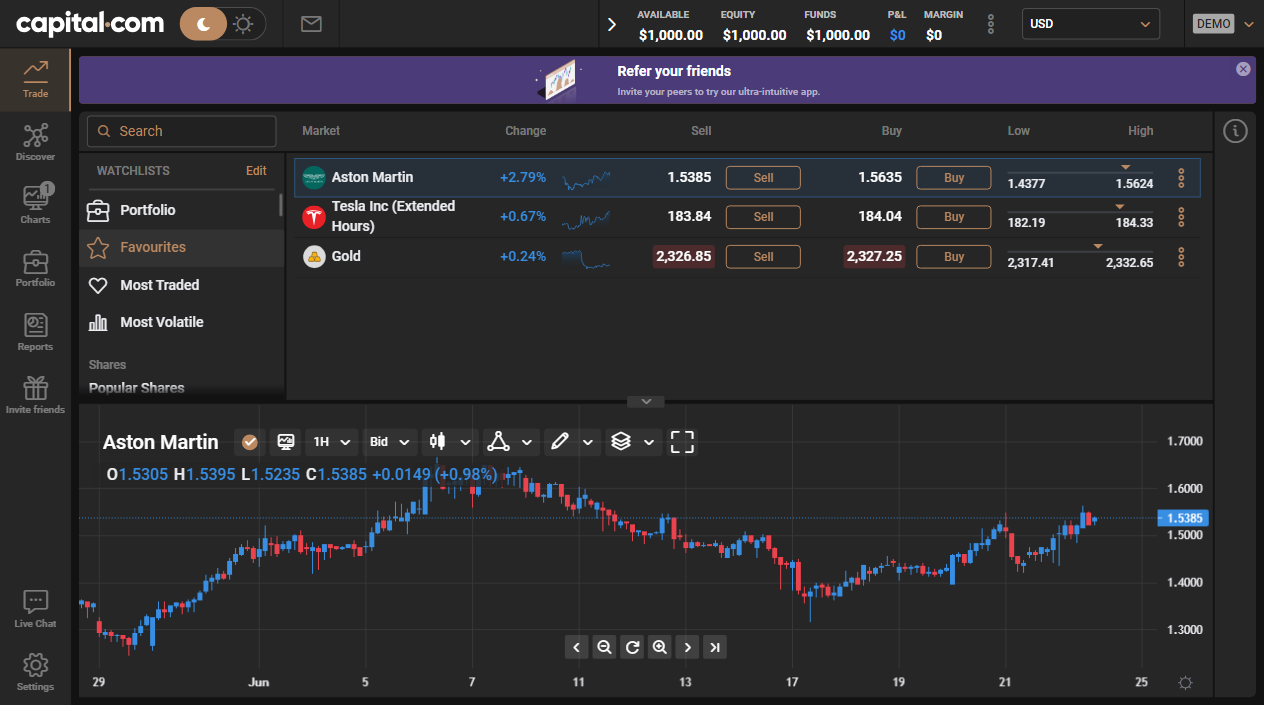 capital.com
AVAILABLE EQUITY FUNDS P&L MARGIN
$1,000.00 $1,000.00 $1,000.00 $0 $0
USD
DEMO
Trade
Discover
1
Charts
Portfolio
Reports
Invite friends
Live Chat
Settings
Refer your friends
Invite your peers to try our ultra-intuitive app.
Search
WATCHLISTS Edit
Portfolio
Favourites
Most Traded
Most Volatile
Shares
Popular Shares
Market Change Sell Buy Low High
Aston Martin +2.79% 1.5385 Sell 1.5635 Buy 1.4377 1.5624
Tesla Inc (Extended
Hours) +0.67% 183.84 Sell 184.04 Buy 182.19 184.33
Gold +0.24% 2,326.85 Sell 2,327.25 Buy 2,317.41 2,332.65
Aston Martin 1H Bid
O1.5305 H1.5395 L1.5235 C1.5385 +0.0149 (+0.98%)
1.7000
1.6000
1.5385
1.5000
1.4000
1.3000
29 Jun 5 7 11 13 17 19 21 25